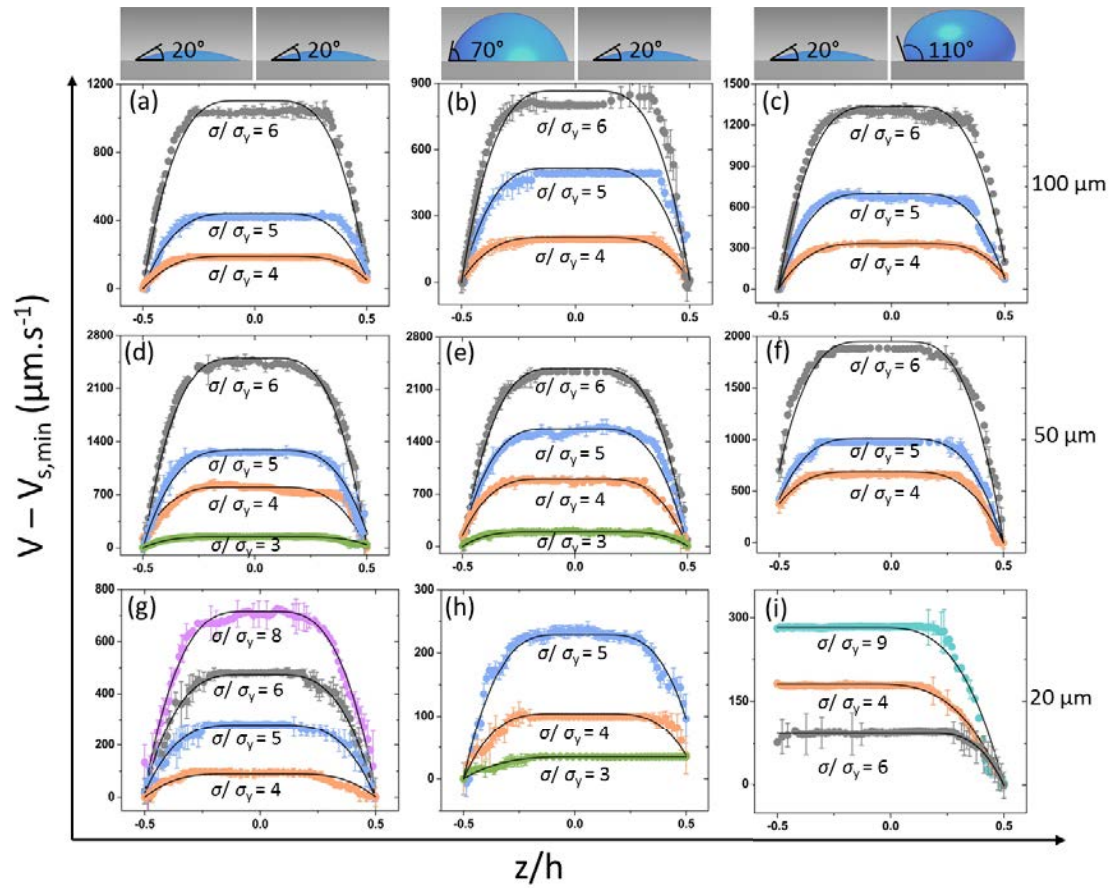 20° 20° 70° 20° 20° 110°
(a) (b) (c)
1200 800 400 0
σ/ σy = 6
σ/ σy = 5
σ/ σy = 4
-0.5 0.0 0.5
900 600 300 0
σ/ σy = 6
σ/ σy = 5
σ/ σy = 4
-0.5 0.0 0.5
1500 1200 900 600 300 0
σ/ σy = 6
σ/ σy = 5
σ/ σy = 4
-0.5 0.0 0.5
100 μm
(d) (e) (f)
2800 2100 1400 700 0
σ/ σy = 6
σ/ σy = 5
σ/ σy = 4
σ/ σy = 3
-0.5 0.0 0.5
2800 2100 1400 700 0
σ/ σy = 6
σ/ σy = 5
σ/ σy = 4
σ/ σy = 3
-0.5 0.0 0.5
2000 1500 1000 500 0
σ/ σy = 6
σ/ σy = 5
σ/ σy = 4
-0.5 0.0 0.5
50 μm
(g) (h) (i)
800 600 400 200 0
σ/ σy = 8
σ/ σy = 6
σ/ σy = 5
σ/ σy = 4
-0.5 0.0 0.5
300 200 100 0
σ/ σy = 5
σ/ σy = 4
σ/ σy = 3
-0.5 0.0 0.5
300 150 0
σ/ σy = 9
σ/ σy = 4
σ/ σy = 6
-0.5 0.0 0.5
20 μm
V – Vs,min (μm.s-1)
z/h